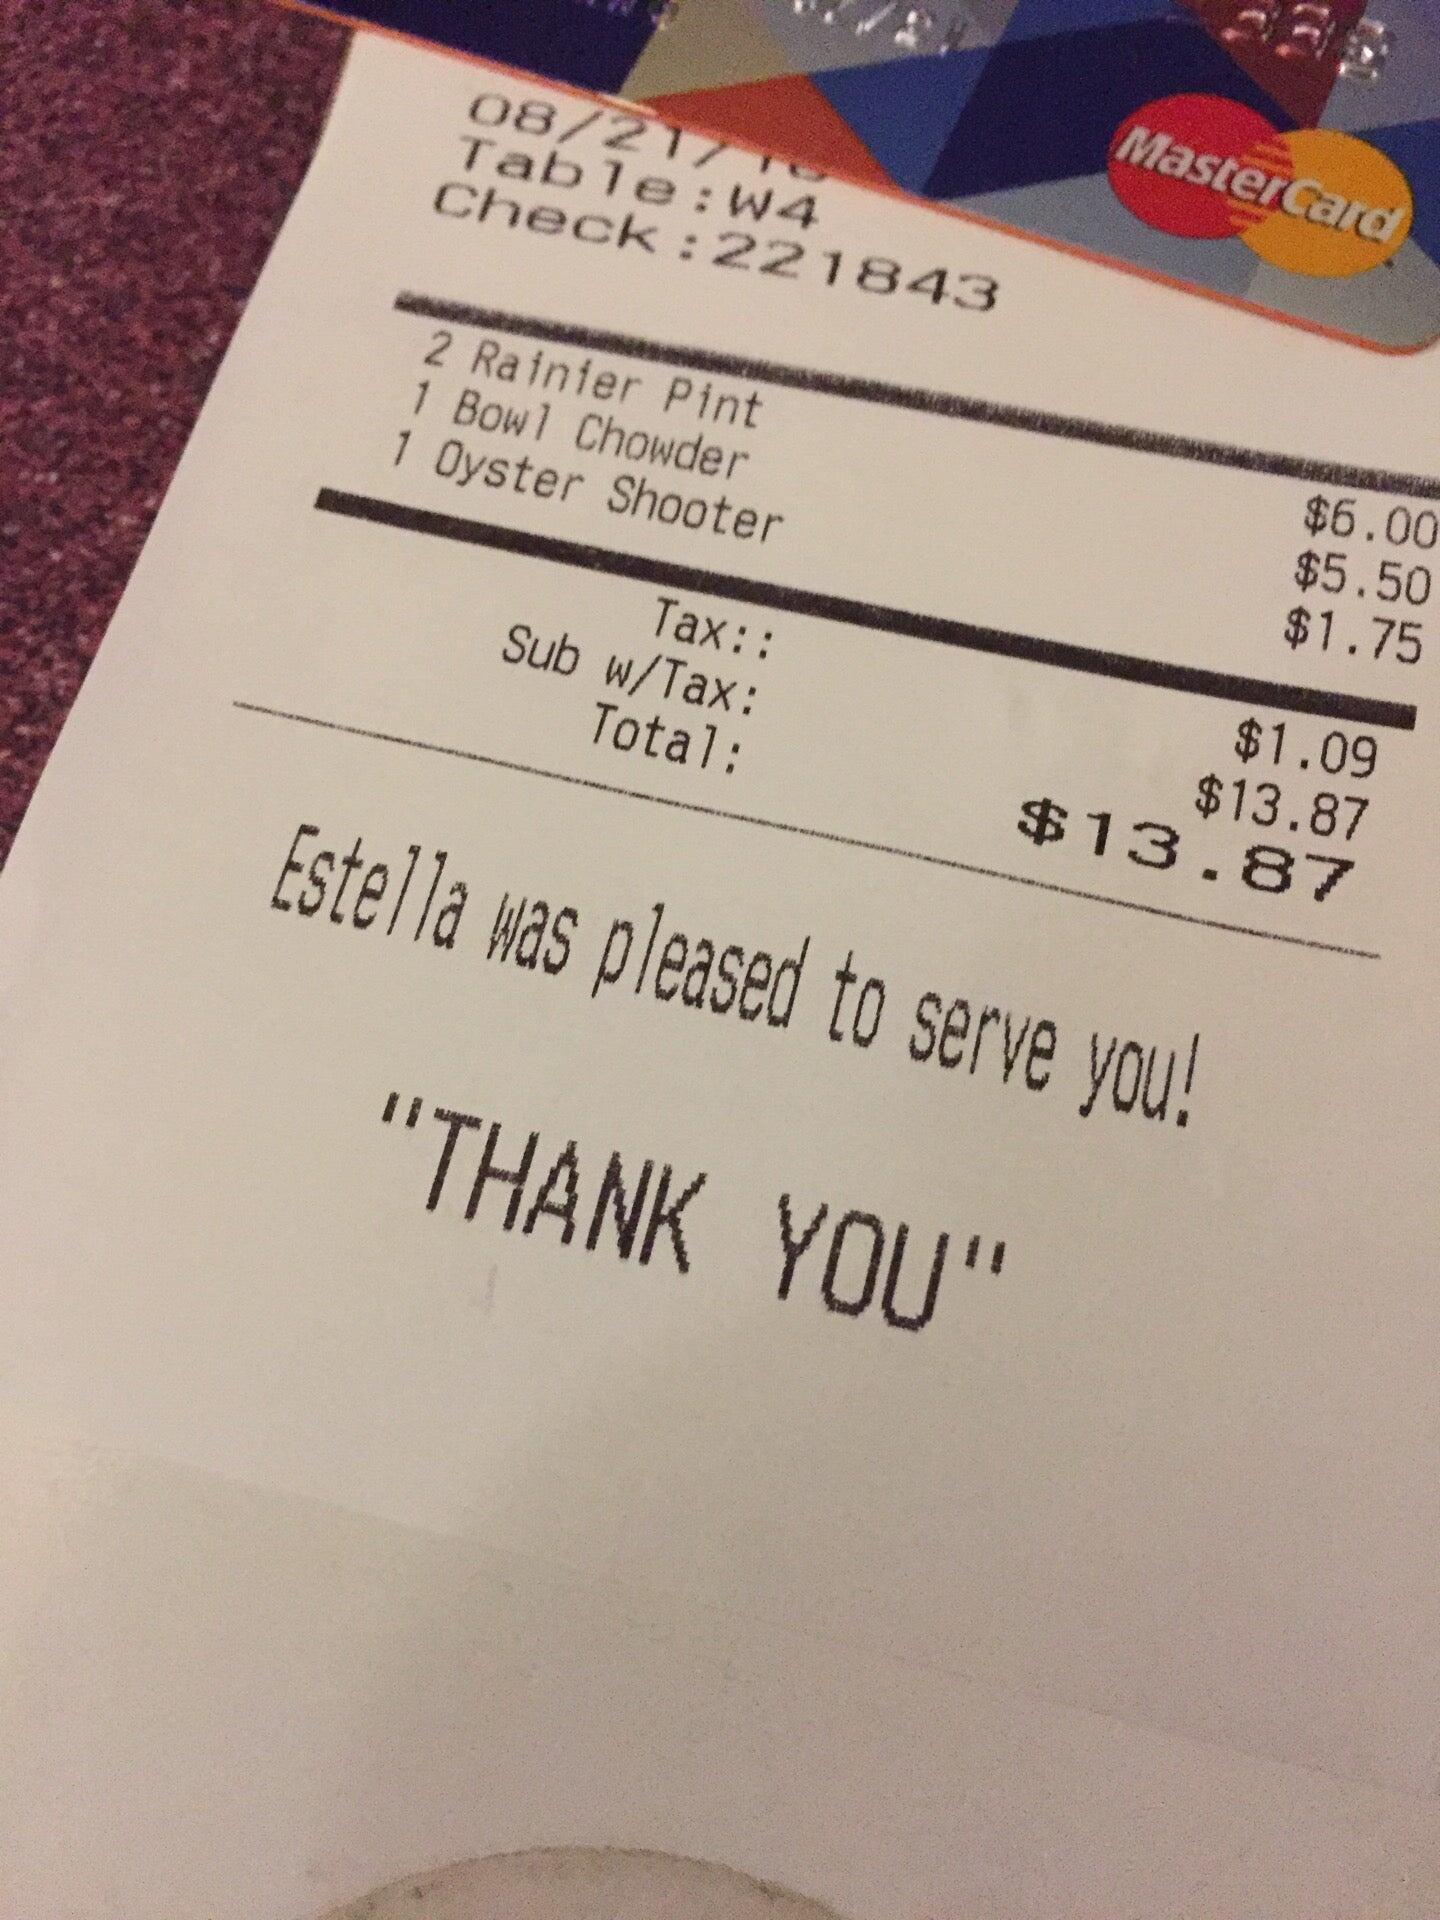 MasterCard
08/21/
Table:W4
Check:221843
2 Rainier Pint $6.00
1 Bowl Chowder $5.50
1 Oyster Shooter $1.75
Tax:: $1.09
Sub w/Tax: $13.87
Total: $13.87
Estella was pleased to serve you!
"THANK YOU"